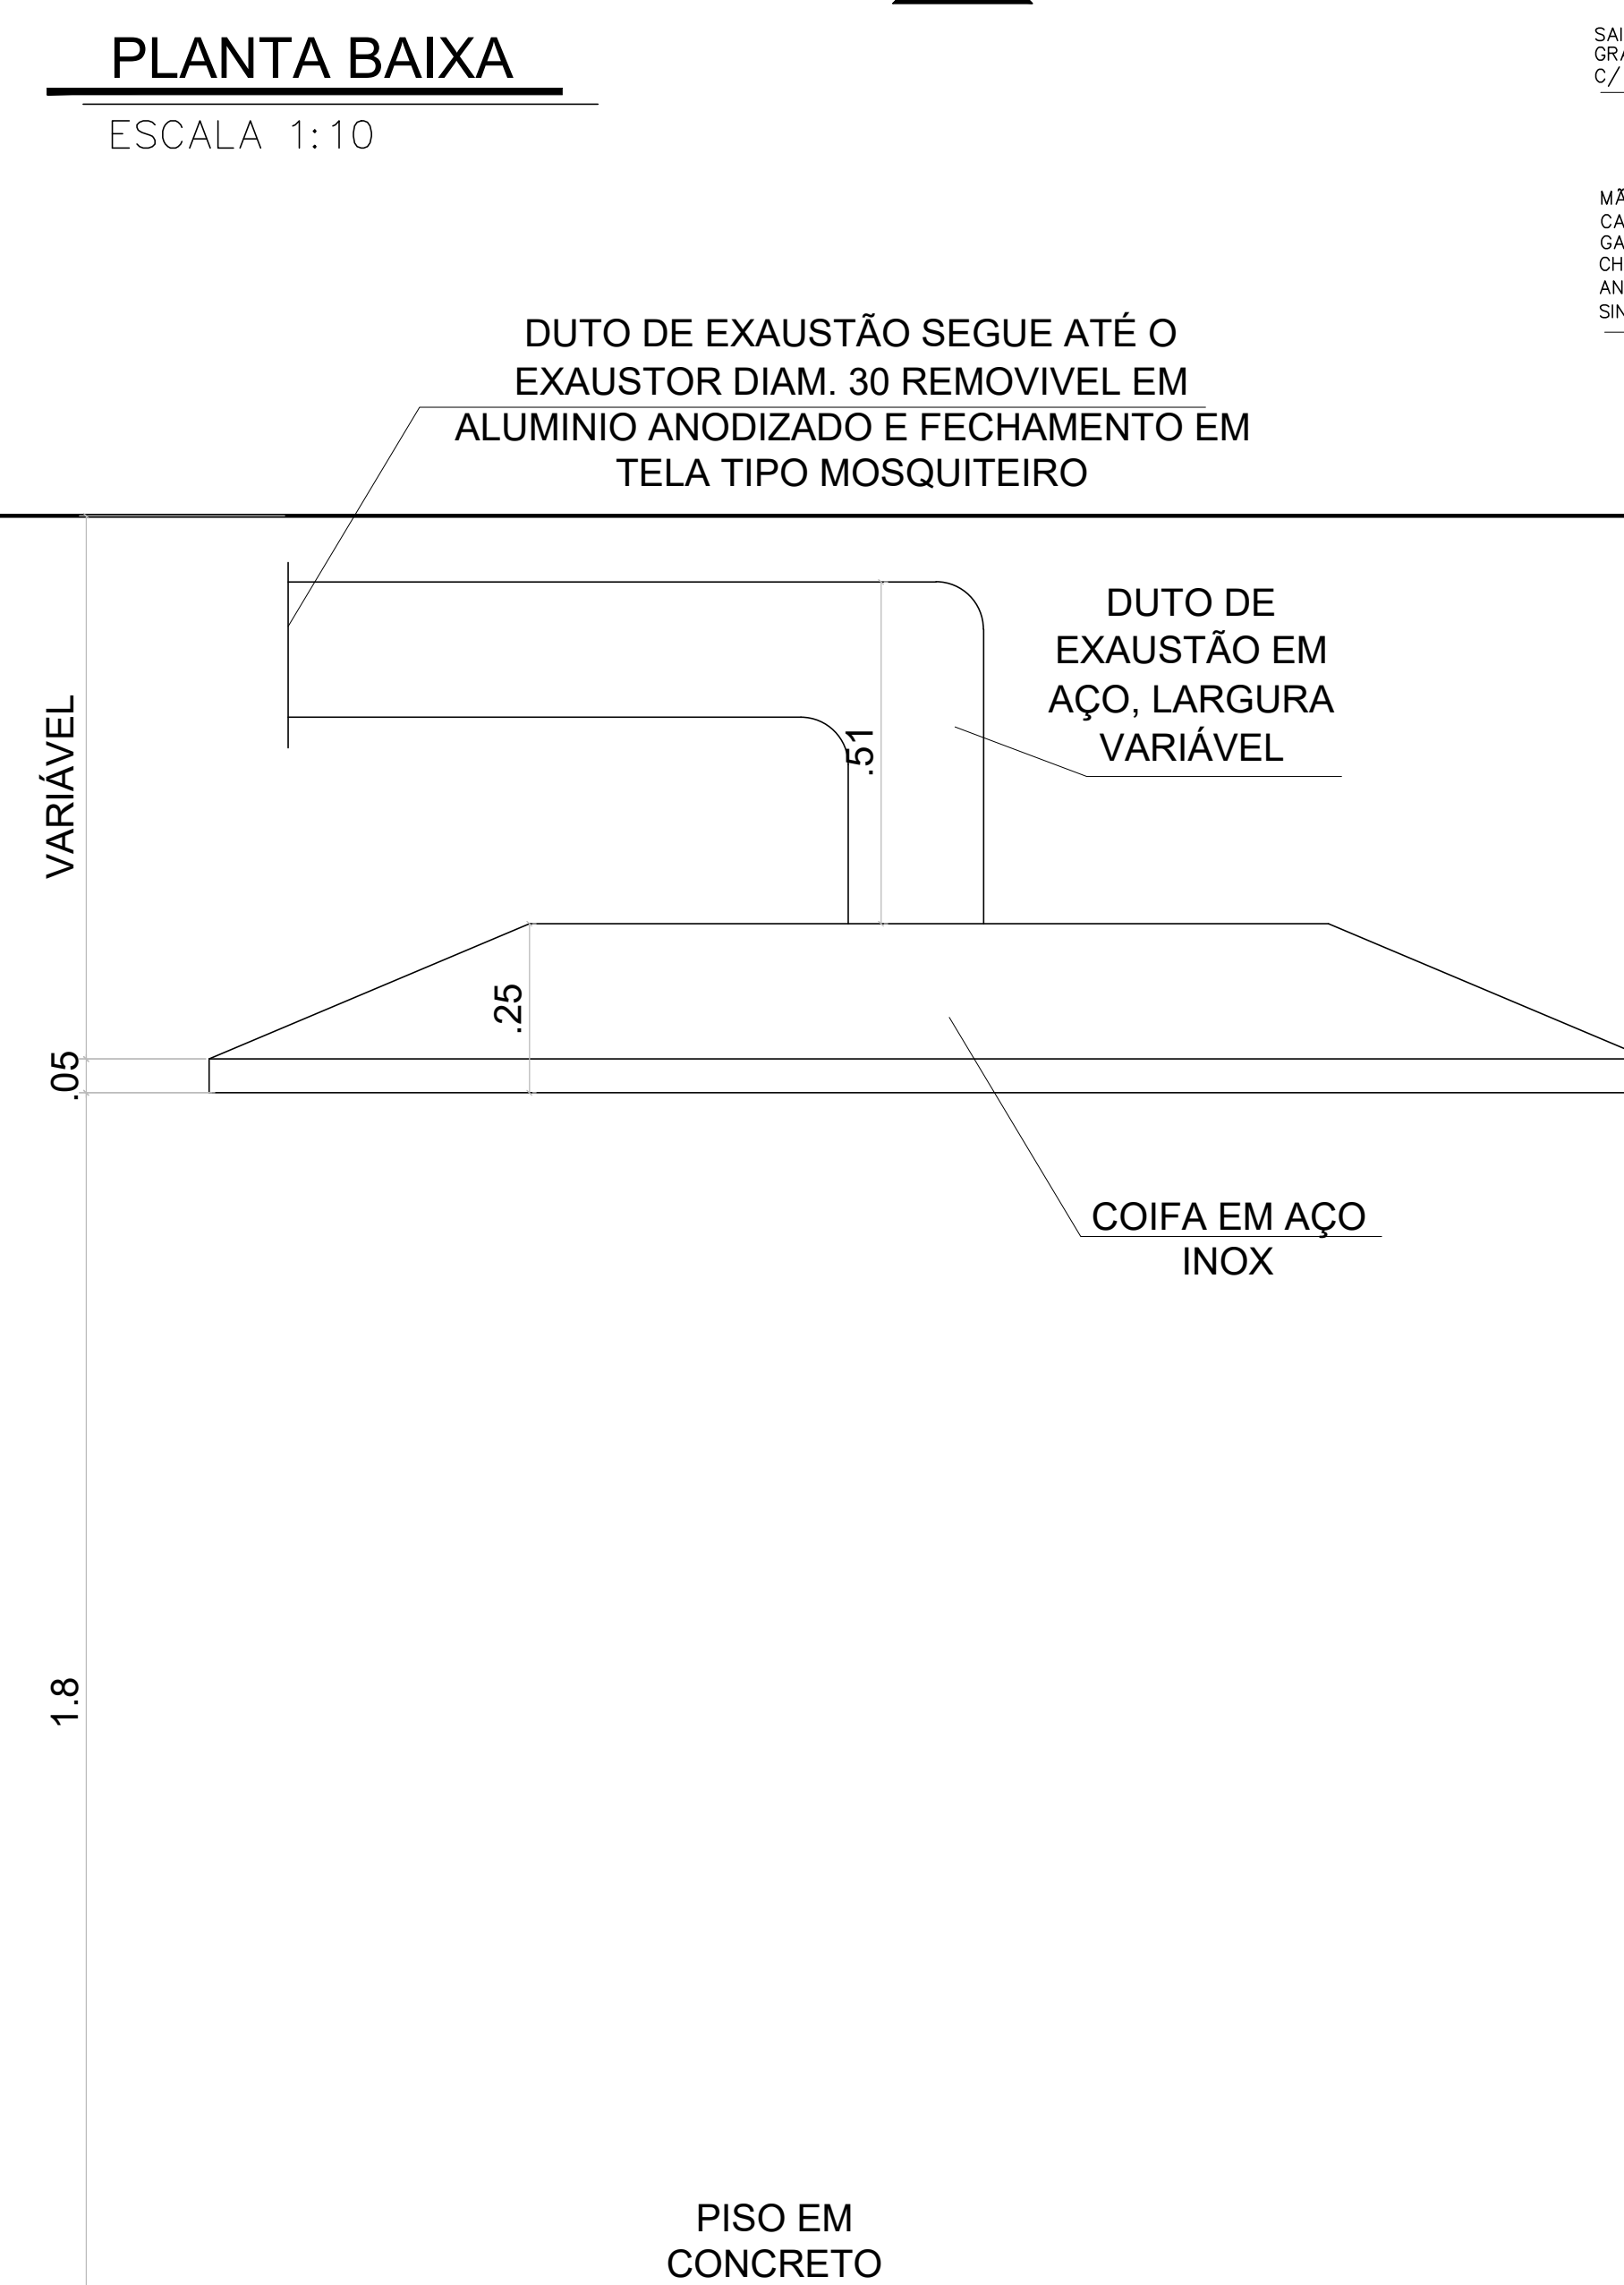 PLANTA BAIXA
ESCALA 1:10
C/
DUTO DE EXAUSTÃO SEGUE ATÉ O
EXAUSTOR DIAM. 30 REMOVIVEL EM
ALUMINIO ANODIZADO E FECHAMENTO EM
TELA TIPO MOSQUITEIRO
DUTO DE
EXAUSTÃO EM
AÇO, LARGURA
VARIÁVEL
VARIÁVEL
.51
.25
.05
COIFA EM AÇO
INOX
1.8
PISO EM
CONCRETO